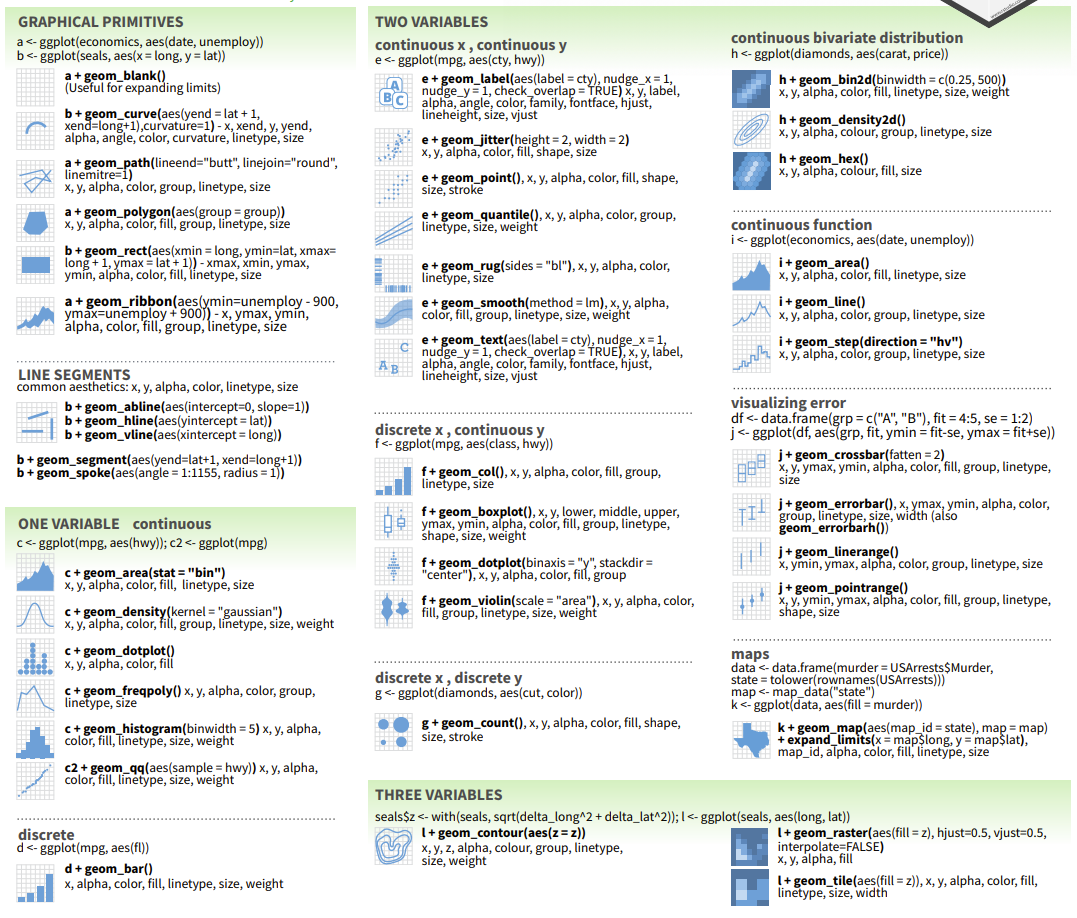 GRAPHICAL PRIMITIVES
a <- ggplot(economics, aes(date, unemploy))
b <- ggplot(seals, aes(x = long, y = lat))
a + geom_blank()
(Useful for expanding limits)
b + geom_curve(aes(yend = lat + 1,
xend=long+1),curvature=1) - x, xend, y, yend,
alpha, angle, color, curvature, linetype, size
a + geom_path(lineend="butt", linejoin="round",
linemitre=1)
x, y, alpha, color, group, linetype, size
a + geom_polygon(aes(group = group))
x, y, alpha, color, fill, group, linetype, size
b + geom_rect(aes(xmin = long, ymin=lat, xmax=
long + 1, ymax = lat + 1)) - xmax, xmin, ymax,
ymin, alpha, color, fill, linetype, size
a + geom_ribbon(aes(ymin=unemploy - 900,
ymax=unemploy + 900)) - x, ymax, ymin,
alpha, color, fill, group, linetype, size
LINE SEGMENTS
common aesthetics: x, y, alpha, color, linetype, size
b + geom_abline(aes(intercept=0, slope=1))
b + geom_hline(aes(yintercept = lat))
b + geom_vline(aes(xintercept = long))
b + geom_segment(aes(yend=lat+1, xend=long+1))
b + geom_spoke(aes(angle = 1:1155, radius = 1))
ONE VARIABLE continuous
c <- ggplot(mpg, aes(hwy)); c2 <- ggplot(mpg)
c + geom_area(stat = "bin")
x, y, alpha, color, fill, linetype, size
c + geom_density(kernel = "gaussian")
x, y, alpha, color, fill, group, linetype, size, weight
c + geom_dotplot()
x, y, alpha, color, fill
c + geom_freqpoly() x, y, alpha, color, group,
linetype, size
c + geom_histogram(binwidth = 5) x, y, alpha,
color, fill, linetype, size, weight
c2 + geom_qq(aes(sample = hwy)) x, y, alpha,
color, fill, linetype, size, weight
discrete
d <- ggplot(mpg, aes(fl))
d + geom_bar()
x, alpha, color, fill, linetype, size, weight
TWO VARIABLES
continuous x , continuous y
e <- ggplot(mpg, aes(cty, hwy))
A
B
C
e + geom_label(aes(label = cty), nudge_x = 1,
nudge_y = 1, check_overlap = TRUE) x, y, label,
alpha, angle, color, family, fontface, hjust,
lineheight, size, vjust
e + geom_jitter(height = 2, width = 2)
x, y, alpha, color, fill, shape, size
e + geom_point(), x, y, alpha, color, fill, shape,
size, stroke
e + geom_quantile(), x, y, alpha, color, group,
linetype, size, weight
e + geom_rug(sides = "bl"), x, y, alpha, color,
linetype, size
e + geom_smooth(method = lm), x, y, alpha,
color, fill, group, linetype, size, weight
C
A B
e + geom_text(aes(label = cty), nudge_x = 1,
nudge_y = 1, check_overlap = TRUE), x, y, label,
alpha, angle, color, family, fontface, hjust,
lineheight, size, vjust
discrete x , continuous y
f <- ggplot(mpg, aes(class, hwy))
f + geom_col(), x, y, alpha, color, fill, group,
linetype, size
f + geom_boxplot(), x, y, lower, middle, upper,
ymax, ymin, alpha, color, fill, group, linetype,
shape, size, weight
f + geom_dotplot(binaxis = "y", stackdir =
"center"), x, y, alpha, color, fill, group
f + geom_violin(scale = "area"), x, y, alpha, color,
fill, group, linetype, size, weight
discrete x , discrete y
g <- ggplot(diamonds, aes(cut, color))
g + geom_count(), x, y, alpha, color, fill, shape,
size, stroke
continuous bivariate distribution
h <- ggplot(diamonds, aes(carat, price))
h + geom_bin2d(binwidth = c(0.25, 500))
x, y, alpha, color, fill, linetype, size, weight
h + geom_density2d()
x, y, alpha, colour, group, linetype, size
h + geom_hex()
x, y, alpha, colour, fill, size
continuous function
i <- ggplot(economics, aes(date, unemploy))
i + geom_area()
x, y, alpha, color, fill, linetype, size
i + geom_line()
x, y, alpha, color, group, linetype, size
i + geom_step(direction = "hv")
x, y, alpha, color, group, linetype, size
visualizing error
df <- data.frame(grp = c("A", "B"), fit = 4:5, se = 1:2)
j <- ggplot(df, aes(grp, fit, ymin = fit-se, ymax = fit+se))
j + geom_crossbar(fatten = 2)
x, y, ymax, ymin, alpha, color, fill, group, linetype,
size
j + geom_errorbar(), x, ymax, ymin, alpha, color,
group, linetype, size, width (also
geom_errorbarh())
j + geom_linerange()
x, ymin, ymax, alpha, color, group, linetype, size
j + geom_pointrange()
x, y, ymin, ymax, alpha, color, fill, group, linetype,
shape, size
maps
data <- data.frame(murder = USArrests$Murder,
state = tolower(rownames(USArrests)))
map <- map_data("state")
k <- ggplot(data, aes(fill = murder))
k + geom_map(aes(map_id = state), map = map)
+ expand_limits(x = map$long, y = map$lat),
map_id, alpha, color, fill, linetype, size
THREE VARIABLES
seals$z <- with(seals, sqrt(delta_long^2 + delta_lat^2)); l <- ggplot(seals, aes(long, lat))
l + geom_contour(aes(z = z))
x, y, z, alpha, colour, group, linetype,
size, weight
l + geom_raster(aes(fill = z), hjust=0.5, vjust=0.5,
interpolate=FALSE)
x, y, alpha, fill
l + geom_tile(aes(fill = z)), x, y, alpha, color, fill,
linetype, size, width